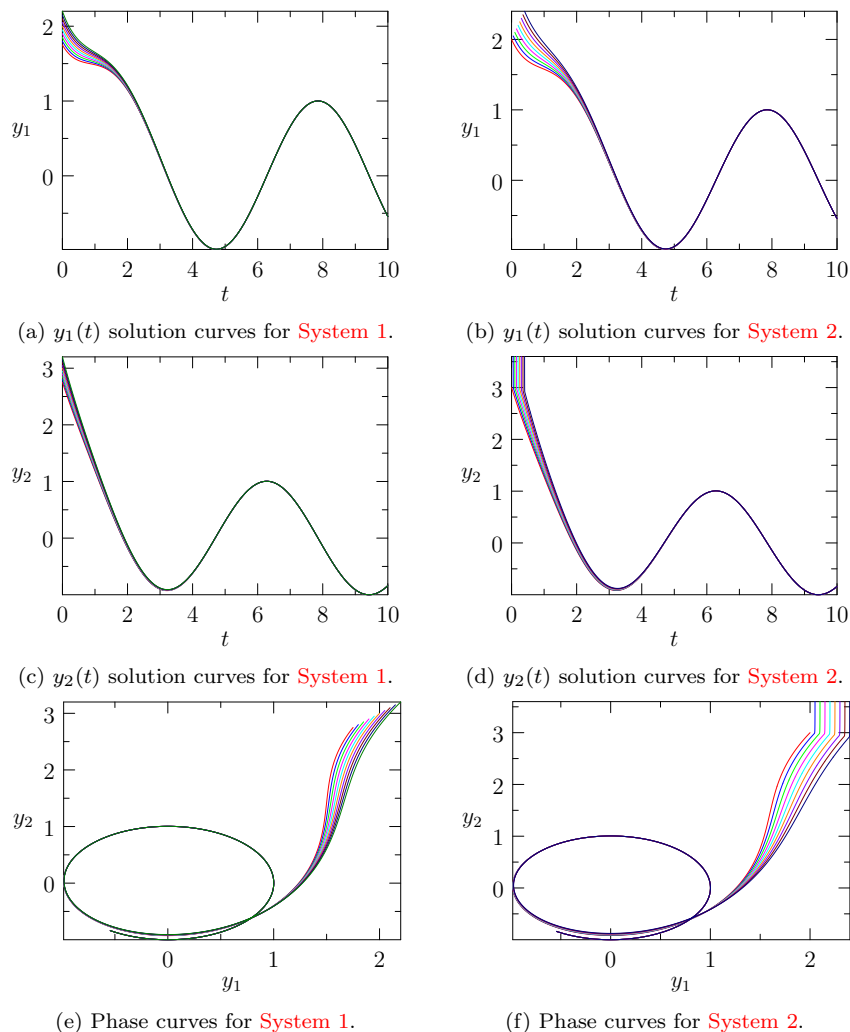 2
1
0
y1
0 2 4 6 8 10
t
(a) y1(t) solution curves for System 1.
2
1
0
y1
0 2 4 6 8 10
t
(b) y1(t) solution curves for System 2.
3
2
1
0
y2
0 2 4 6 8 10
t
(c) y2(t) solution curves for System 1.
3
2
1
0
y2
0 2 4 6 8 10
t
(d) y2(t) solution curves for System 2.
3
2
1
0
y2
0 1 2
y1
(e) Phase curves for System 1.
3
2
1
0
y2
0 1 2
y1
(f) Phase curves for System 2.